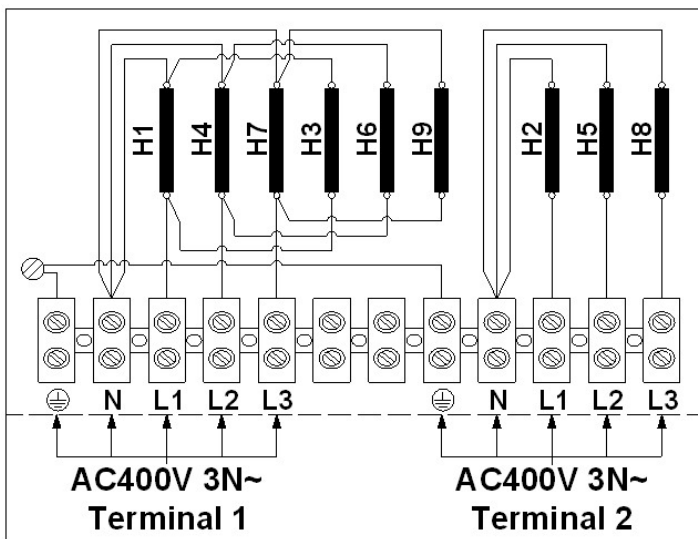 H1 H4 H7 H3 H6 H9 H2 H5 H8
N L1 L2 L3 N L1 L2 L3
AC400V 3N~ AC400V 3N~
Terminal 1 Terminal 2